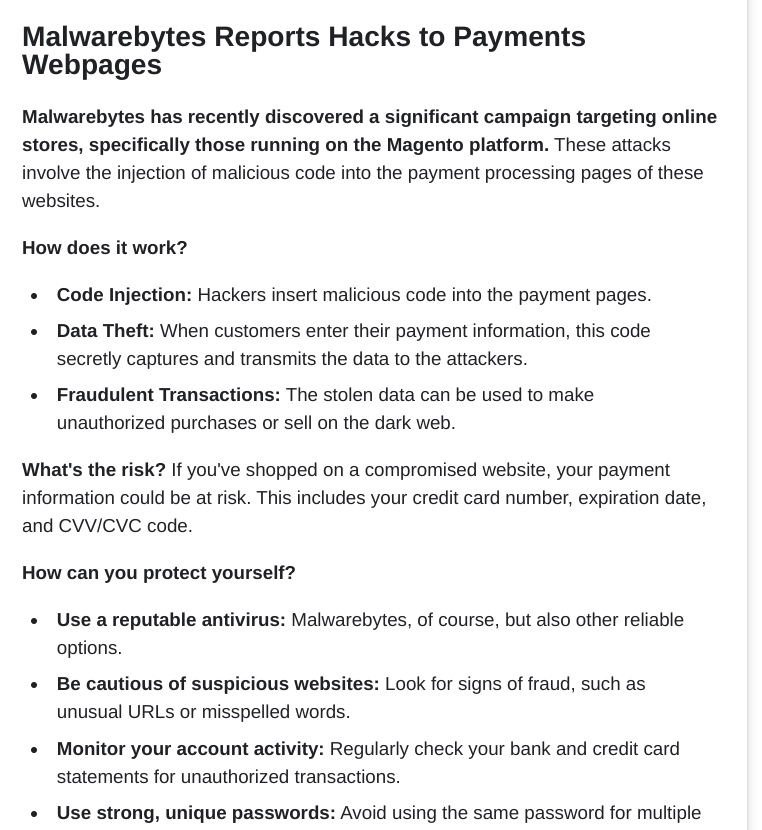 Malwarebytes Reports Hacks to Payments
Webpages
Malwarebytes has recently discovered a significant campaign targeting online
stores, specifically those running on the Magento platform. These attacks
involve the injection of malicious code into the payment processing pages of these
websites.
How does it work?
• Code Injection: Hackers insert malicious code into the payment pages.
• Data Theft: When customers enter their payment information, this code
secretly captures and transmits the data to the attackers.
• Fraudulent Transactions: The stolen data can be used to make
unauthorized purchases or sell on the dark web.
What's the risk? If you've shopped on a compromised website, your payment
information could be at risk. This includes your credit card number, expiration date,
and CVV/CVC code.
How can you protect yourself?
• Use a reputable antivirus: Malwarebytes, of course, but also other reliable
options.
• Be cautious of suspicious websites: Look for signs of fraud, such as
unusual URLs or misspelled words.
• Monitor your account activity: Regularly check your bank and credit card
statements for unauthorized transactions.
• Use strong, unique passwords: Avoid using the same password for multiple